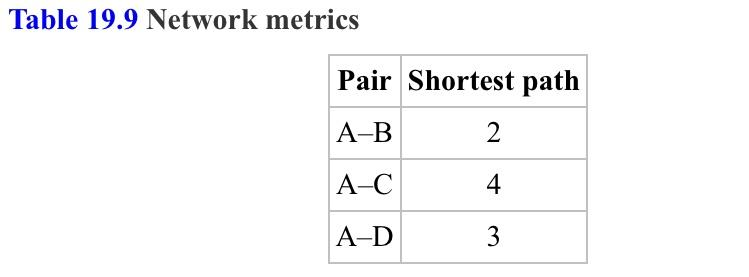 Table 19.9 Network metrics
Pair Shortest path
A–B 2
A–C 4
A–D 3